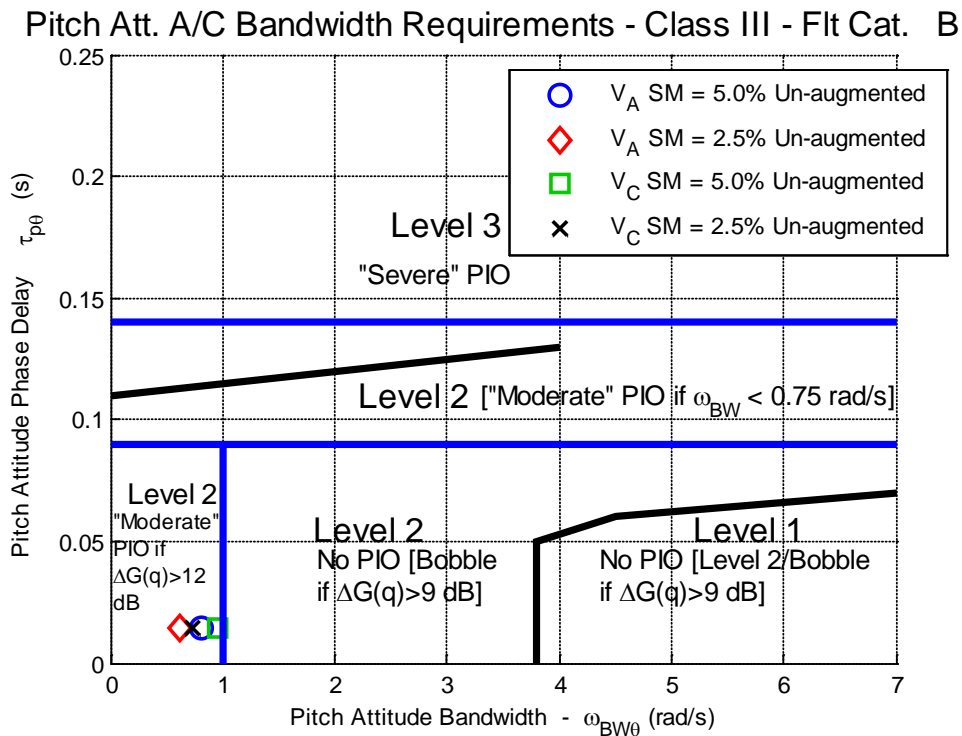 Pitch Att. A/C Bandwidth Requirements - Class III - Flt Cat. B
0.25
0.2
0.15
0.1
0.05
0
Pitch Attitude Phase Delay τpθ (s)
V_A SM = 5.0% Un-augmented
V_A SM = 2.5% Un-augmented
V_C SM = 5.0% Un-augmented
V_C SM = 2.5% Un-augmented
Level 3
"Severe" PIO
Level 2 ["Moderate" PIO if ωBW < 0.75 rad/s]
Level 2
"Moderate"
PIO if
ΔG(q)>12
dB
Level 2
No PIO [Bobble
if ΔG(q)>9 dB]
Level 1
No PIO [Level 2/Bobble
if ΔG(q)>9 dB]
0 1 2 3 4 5 6 7
Pitch Attitude Bandwidth - ωBWθ (rad/s)